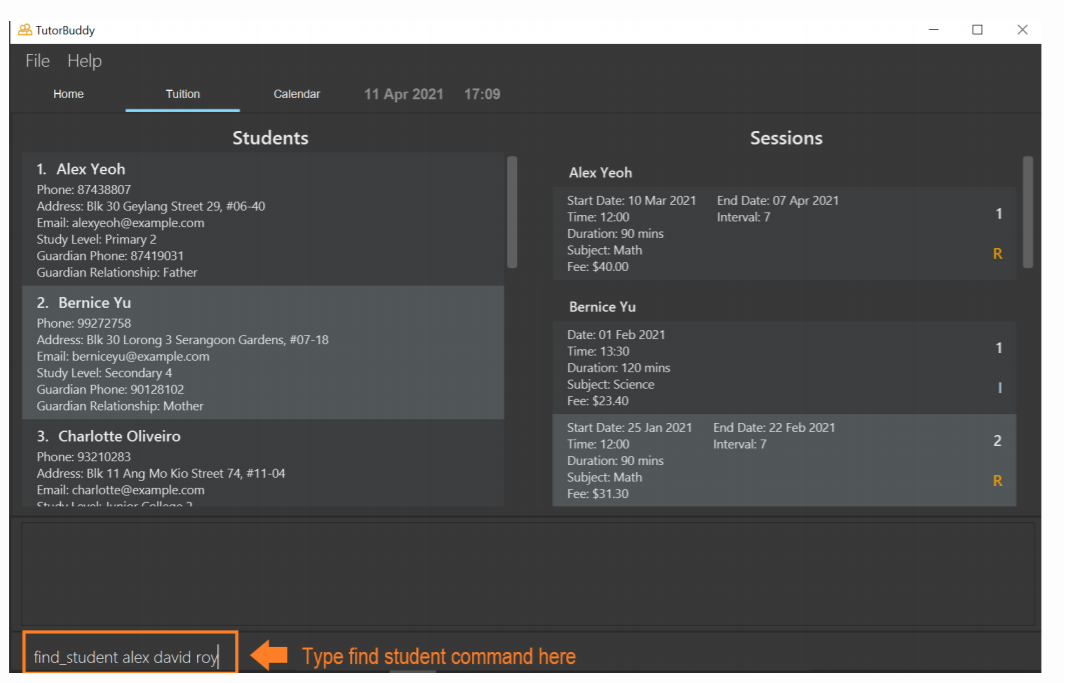 TutorBuddy
File Help
Home Tuition Calendar 11 Apr 2021 17:09
Students
1. Alex Yeoh
Phone: 87438807
Address: Blk 30 Geylang Street 29, #06-40
Email: alexyeoh@example.com
Study Level: Primary 2
Guardian Phone: 87419031
Guardian Relationship: Father
2. Bernice Yu
Phone: 99272758
Address: Blk 30 Lorong 3 Serangoon Gardens, #07-18
Email: berniceyu@example.com
Study Level: Secondary 4
Guardian Phone: 90128102
Guardian Relationship: Mother
3. Charlotte Oliveiro
Phone: 93210283
Address: Blk 11 Ang Mo Kio Street 74, #11-04
Email: charlotte@example.com
Study Level: Junior College 2
Sessions
Alex Yeoh
Start Date: 10 Mar 2021 End Date: 07 Apr 2021
Time: 12:00 Interval: 7
1
Duration: 90 mins
Subject: Math
R
Fee: $40.00
Bernice Yu
Date: 01 Feb 2021
Time: 13:30
1
Duration: 120 mins
Subject: Science
I
Fee: $23.40
Start Date: 25 Jan 2021 End Date: 22 Feb 2021
Time: 12:00 Interval: 7
2
Duration: 90 mins
Subject: Math
R
Fee: $31.30
find_student alex david roy
Type find student command here